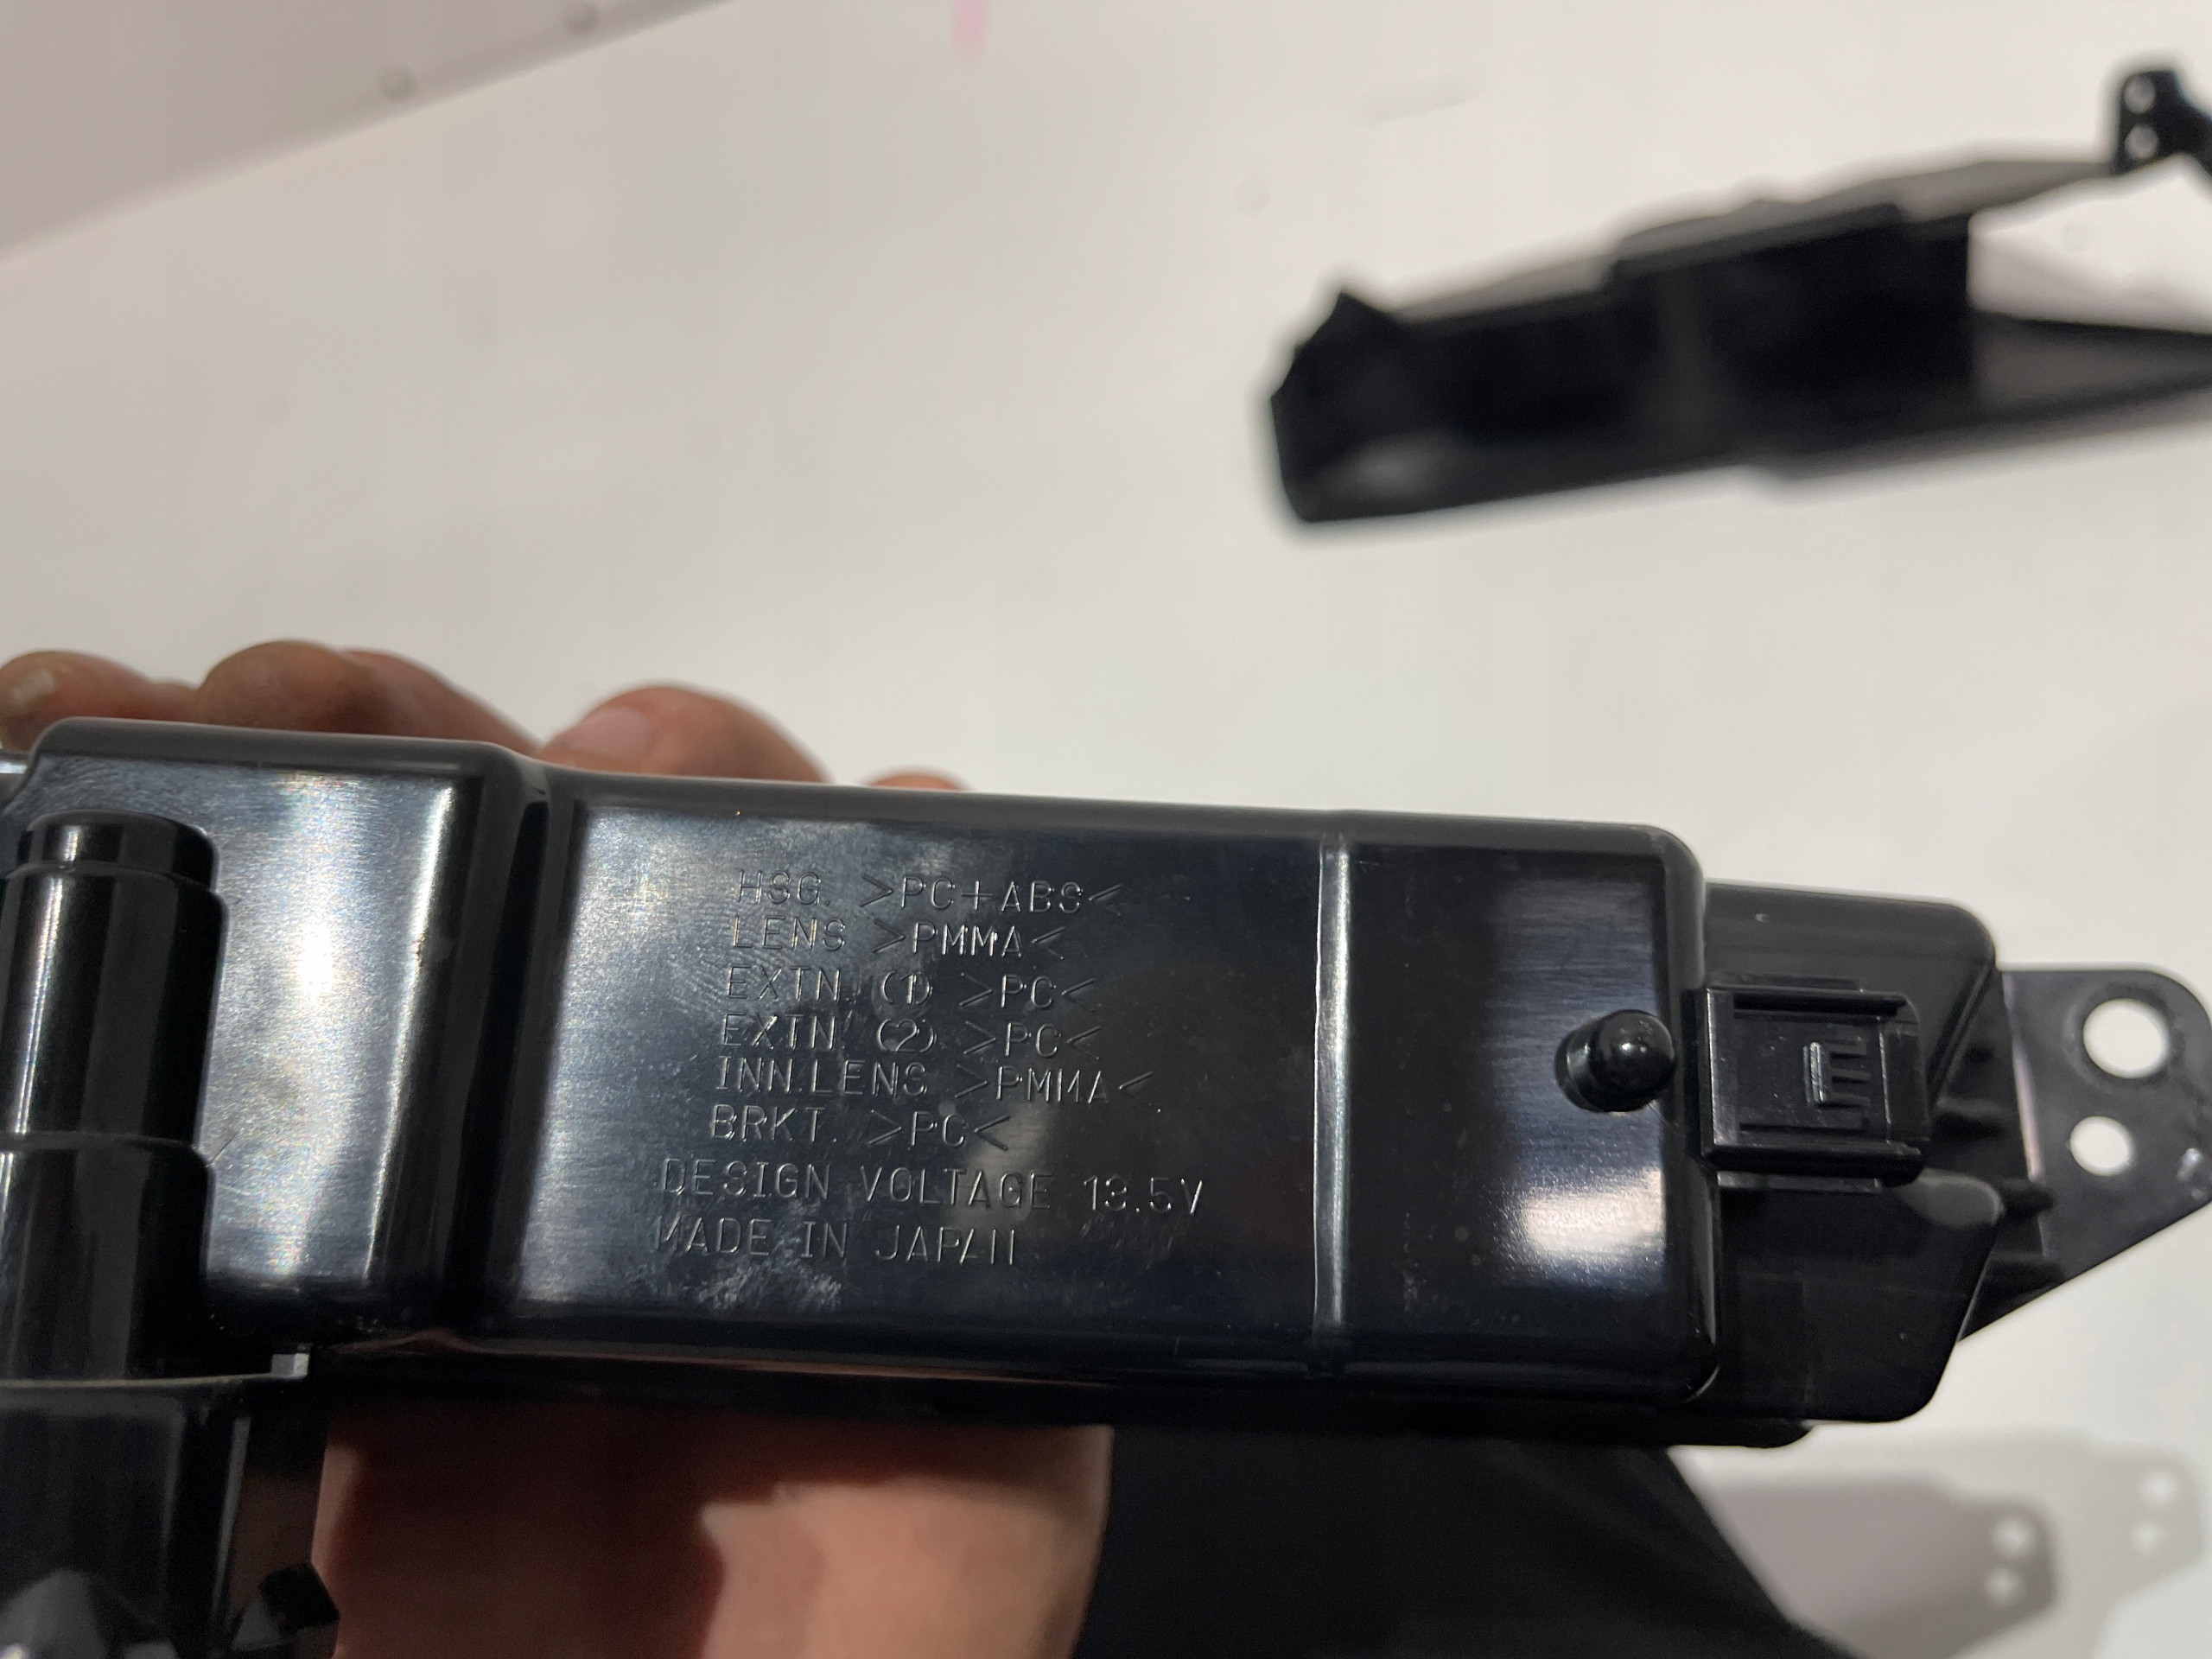 HSG. >PC+ABS<
LENS >PMMA<
EXTN. (1) >PC<
EXTN. (2) >PC<
INN.LENS >PMMA<
BRKT. >PC<
DESIGN VOLTAGE 13.5V
MADE IN JAPAN
E